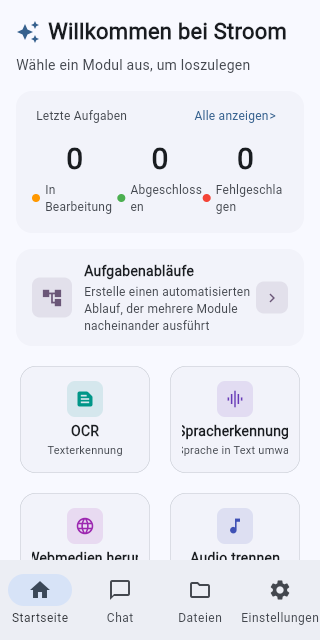 Willkommen bei Stroom
Wähle ein Modul aus, um loszulegen
Letzte Aufgaben
Alle anzeigen>
0
0
0
In
Bearbeitung
Abgeschloss
en
Fehlgeschla
gen
Aufgabenabläufe
Erstelle einen automatisierten
Ablauf, der mehrere Module
nacheinander ausführt
OCR
Texterkennung
Spracherkennung
Sprache in Text umwa
Webmedien herun
Audio trennen
Startseite
Chat
Dateien
Einstellungen